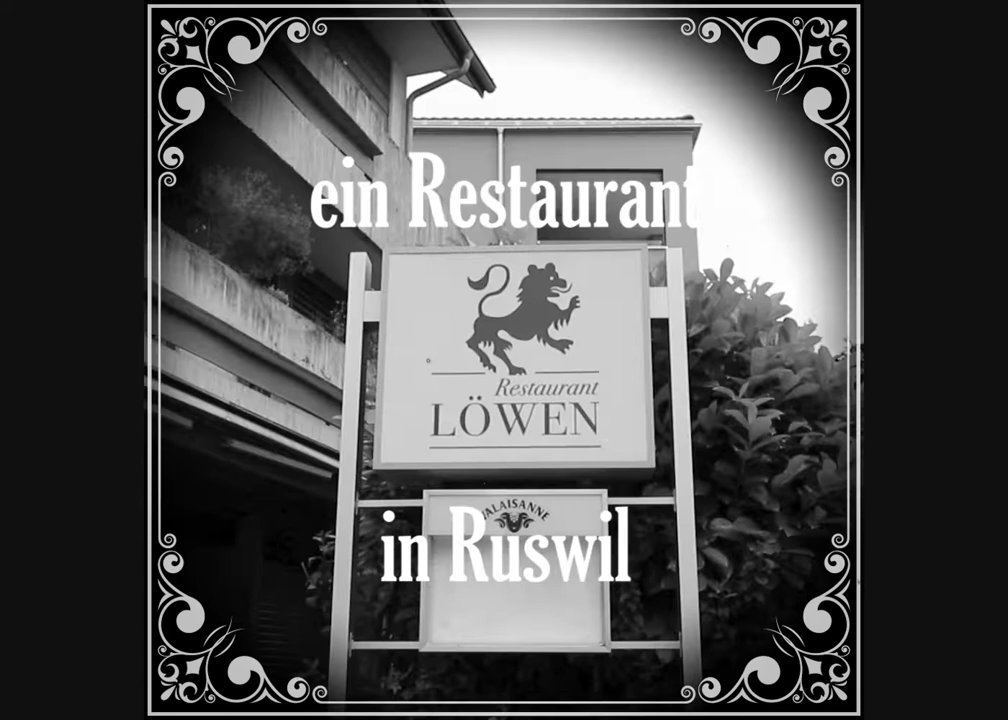 ein Restaurant
Restaurant
LÖWEN
VALAISANNE
in Ruswil